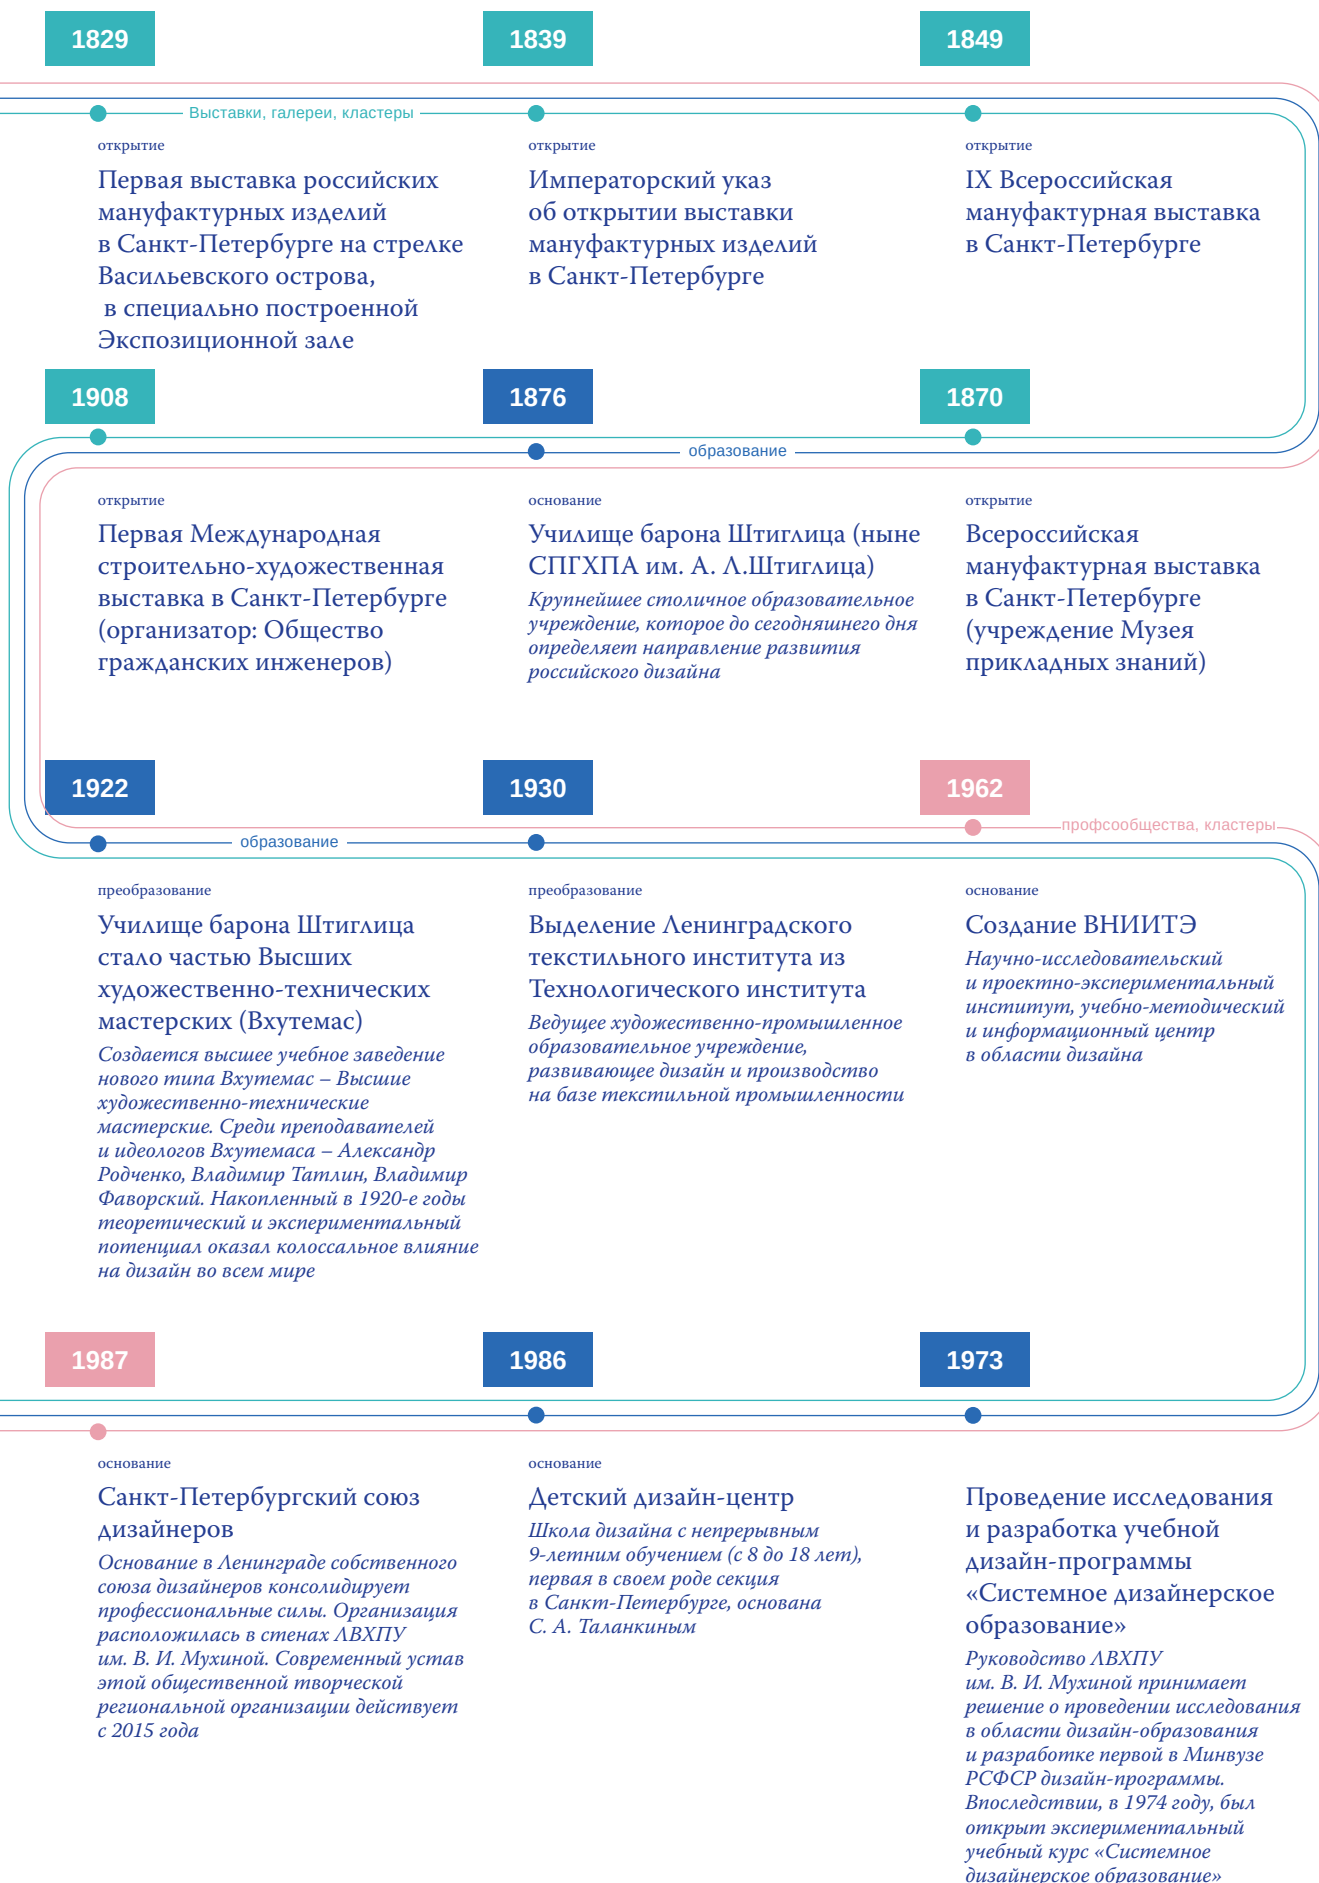 1829
1839
1849
Выставки, галереи, кластеры
открытие
Первая выставка российских
мануфактурных изделий
в Санкт-Петербурге на стрелке
Васильевского острова,
в специально построенной
Экспозиционной зале
открытие
Императорский указ
об открытии выставки
мануфактурных изделий
в Санкт-Петербурге
открытие
IX Всероссийская
мануфактурная выставка
в Санкт-Петербурге
1908
1876
1870
образование
открытие
Первая Международная
строительно-художественная
выставка в Санкт-Петербурге
(организатор: Общество
гражданских инженеров)
основание
Училище барона Штиглица (ныне
СПГХПА им. А. Л.Штиглица)
Крупнейшее столичное образовательное
учреждение, которое до сегодняшнего дня
определяет направление развития
российского дизайна
открытие
Всероссийская
мануфактурная выставка
в Санкт-Петербурге
(учреждение Музея
прикладных знаний)
1922
1930
1962
образование
профсообщества, кластеры
преобразование
Училище барона Штиглица
стало частью Высших
художественно-технических
мастерских (Вхутемас)
Создается высшее учебное заведение
нового типа Вхутемас – Высшие
художественно-технические
мастерские. Среди преподавателей
и идеологов Вхутемаса – Александр
Родченко, Владимир Татлин, Владимир
Фаворский. Накопленный в 1920-е годы
теоретический и экспериментальный
потенциал оказал колоссальное влияние
на дизайн во всем мире
преобразование
Выделение Ленинградского
текстильного института из
Технологического института
Ведущее художественно-промышленное
образовательное учреждение,
развивающее дизайн и производство
на базе текстильной промышленности
основание
Создание ВНИИТЭ
Научно-исследовательский
и проектно-экспериментальный
институт, учебно-методический
и информационный центр
в области дизайна
1987
1986
1973
основание
Санкт-Петербургский союз
дизайнеров
Основание в Ленинграде собственного
союза дизайнеров консолидирует
профессиональные силы. Организация
расположилась в стенах ЛВХПУ
им. В. И. Мухиной. Современный устав
этой общественной творческой
региональной организации действует
с 2015 года
основание
Детский дизайн-центр
Школа дизайна с непрерывным
9-летним обучением (с 8 до 18 лет),
первая в своем роде секция
в Санкт-Петербурге, основана
С. А. Таланкиным
Проведение исследования
и разработка учебной
дизайн-программы
«Системное дизайнерское
образование»
Руководство ЛВХПУ
им. В. И. Мухиной принимает
решение о проведении исследования
в области дизайн-образования
и разработке первой в Минвузе
РСФСР дизайн-программы.
Впоследствии, в 1974 году, был
открыт экспериментальный
учебный курс «Системное
дизайнерское образование»